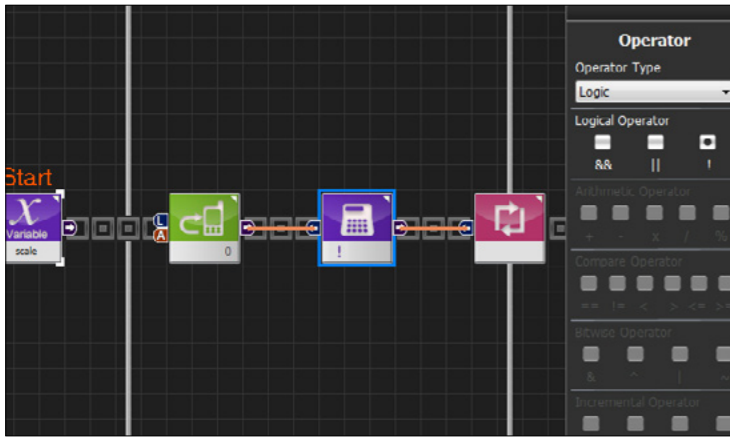 Start
x
Variable
scale
L
A
0
!
Operator
Operator Type
Logic
Logical Operator
&& || !
Arithmetic Operator
+ - x / %
Compare Operator
== != < > <= >=
Bitwise Operator
& ^ | ~
Incremental Operator